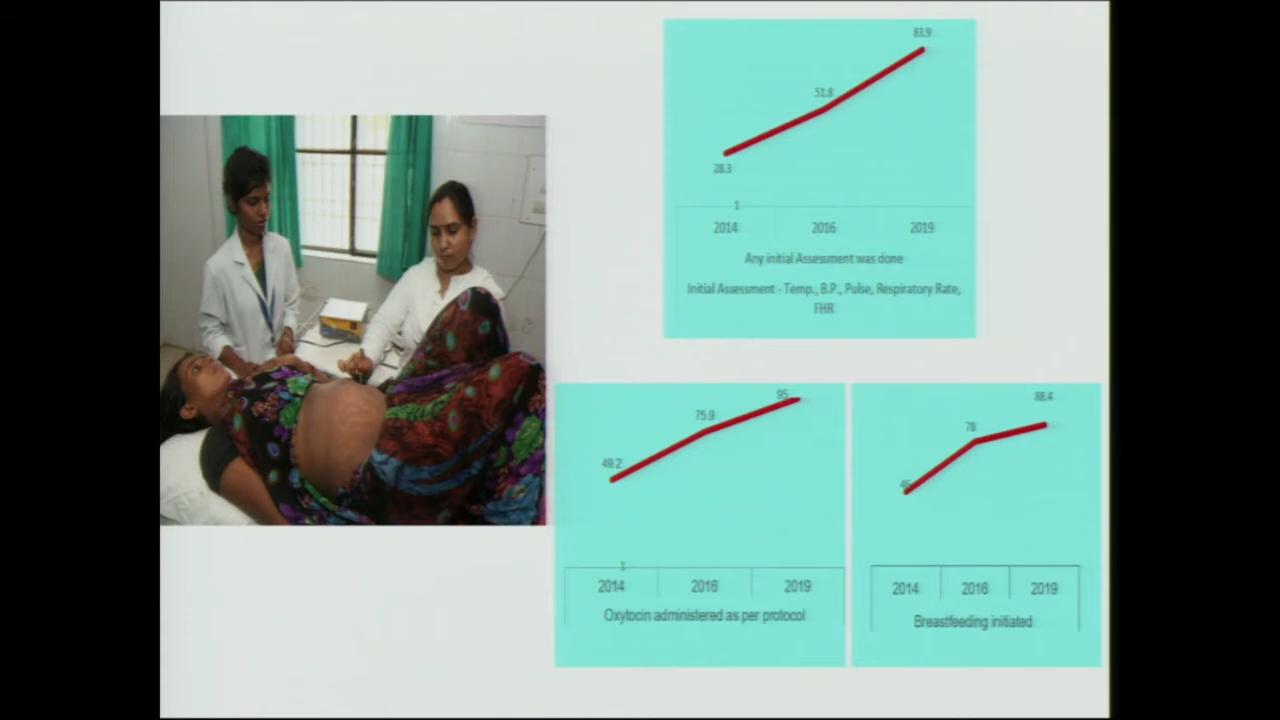 83.9
51.8
28.3
1
2014 2016 2019
Any initial Assessment was done
Initial Assessment - Temp., B.P., Pulse, Respiratory Rate,
FHR
95
75.9
49.2
1
2014 2016 2019
Oxytocin administered as per protocol
88.4
78
2014 2016 2019
Breastfeeding initiated